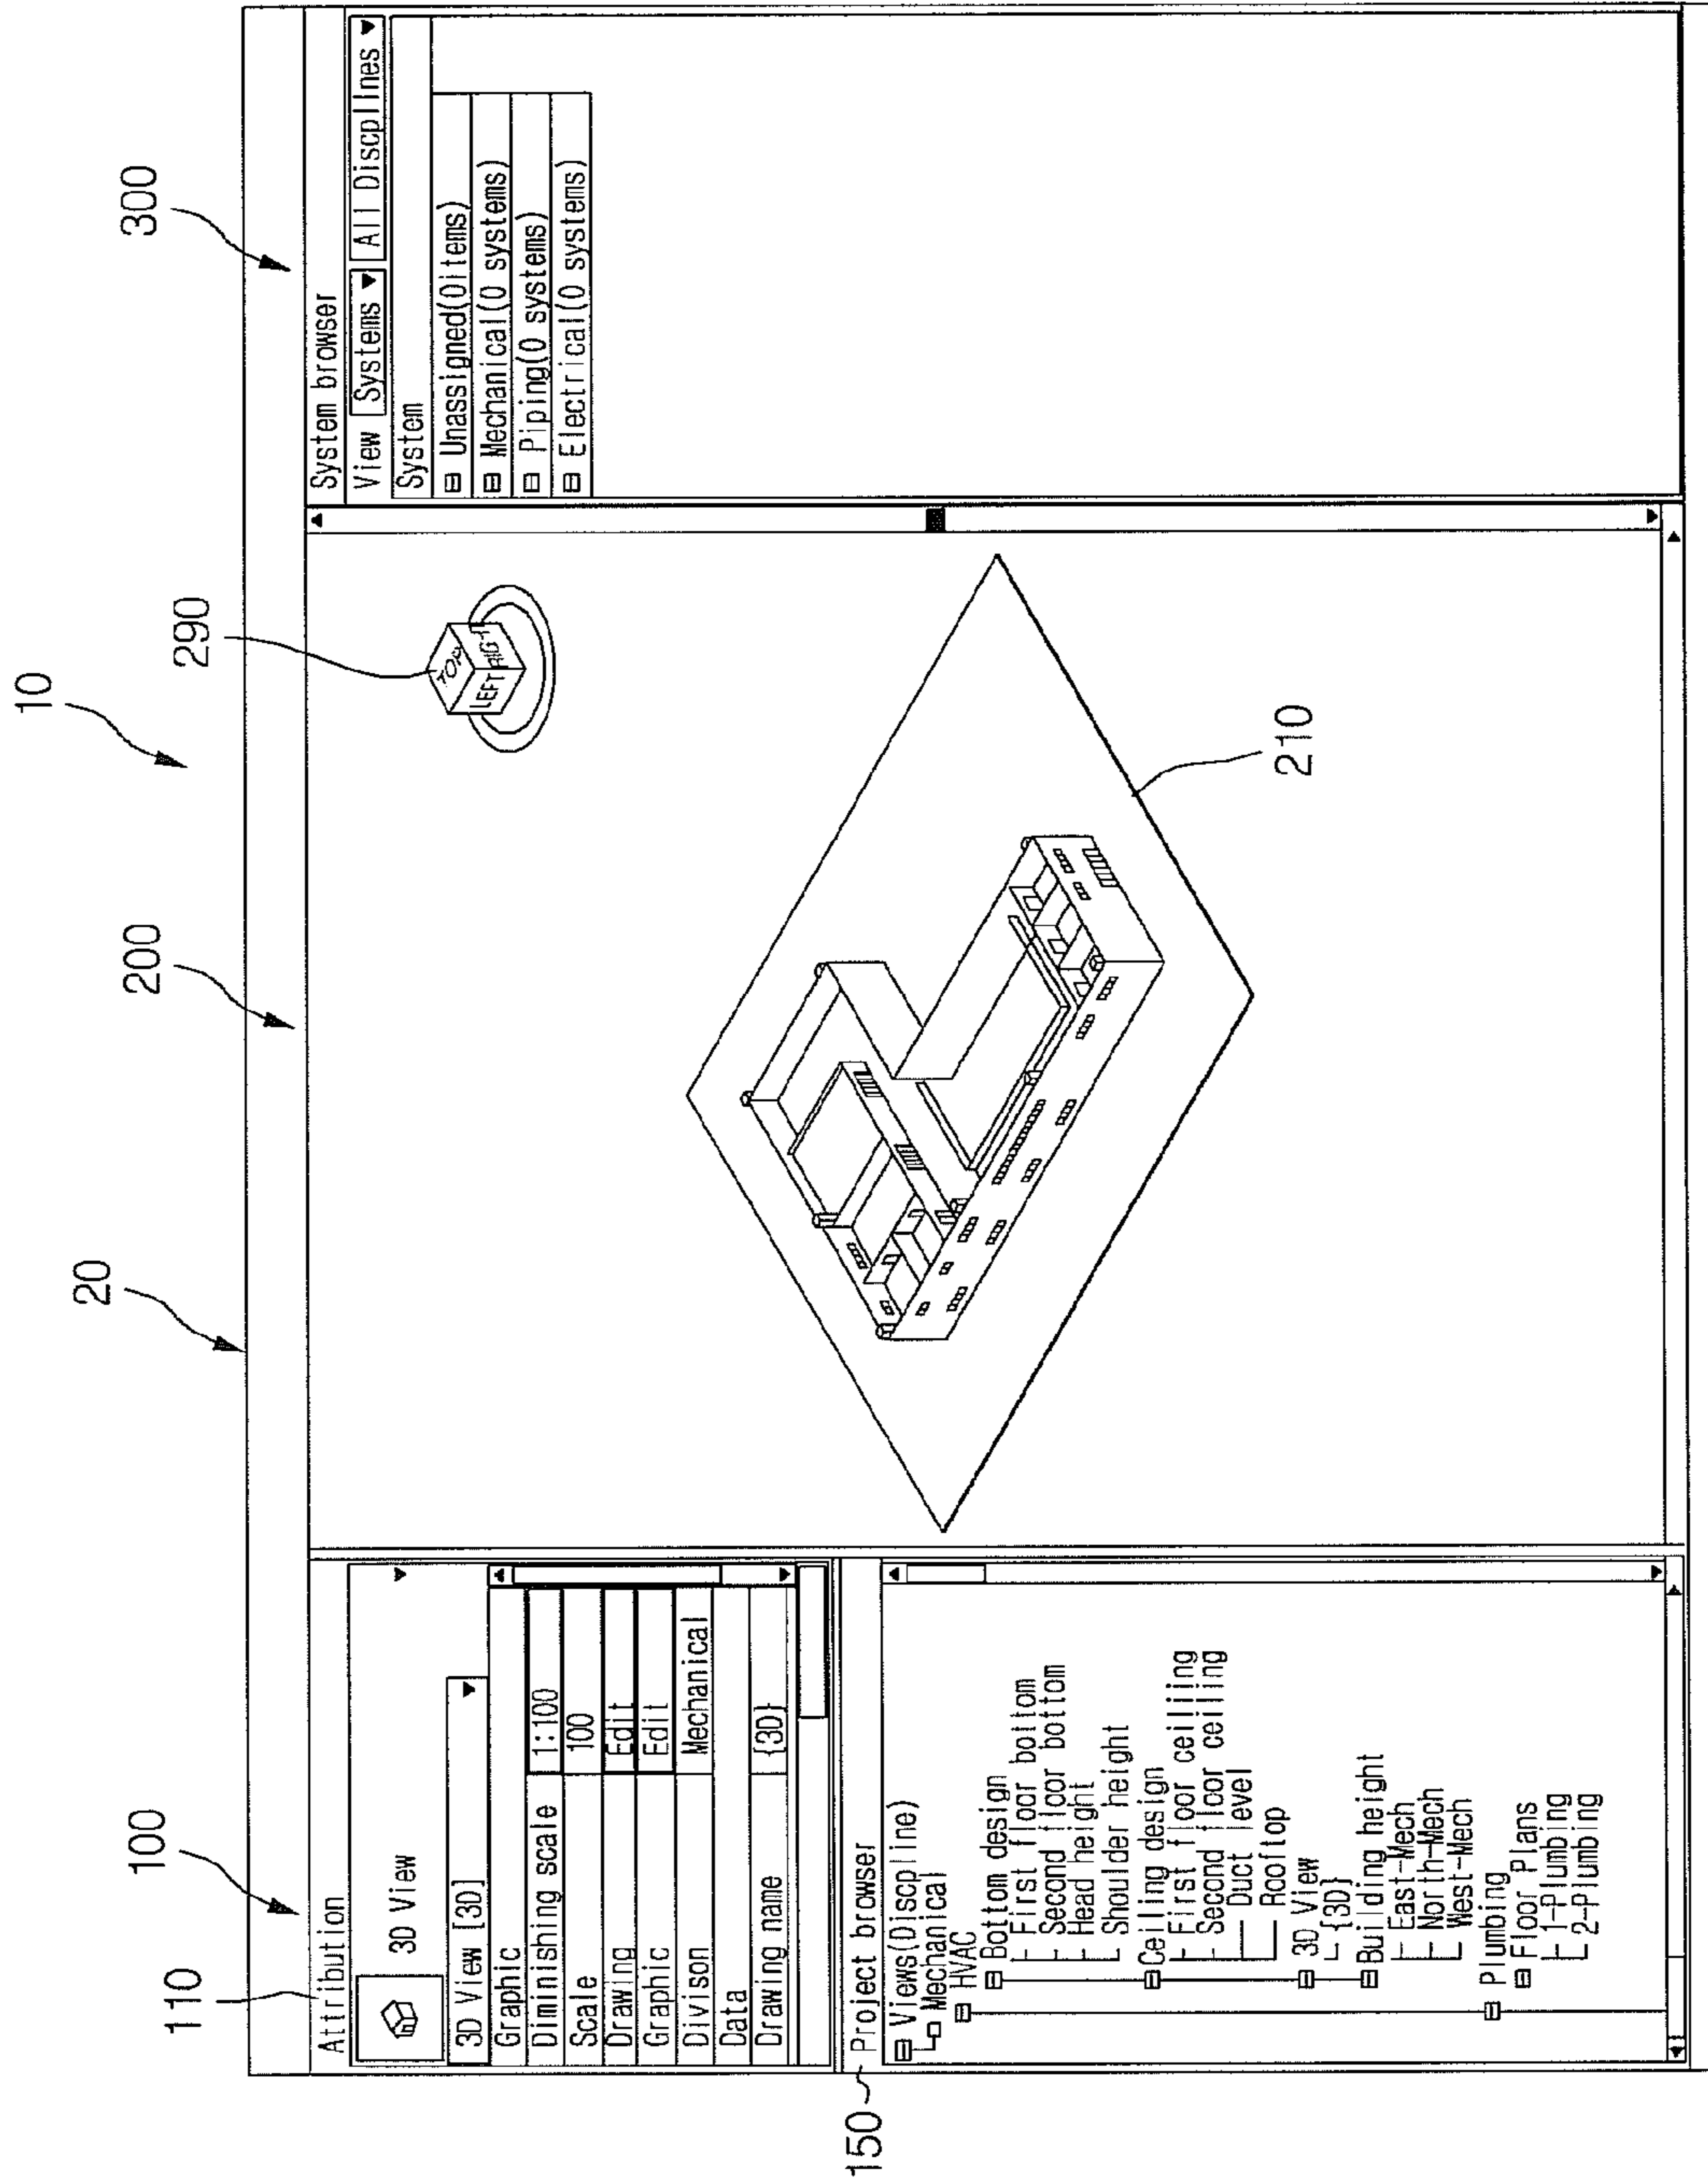 10
20
100
200
300
110
290
Attribution
3D View
3D View [3D]
Graphic
Diminishing scale 1:100
Scale 100
Drawing Edit
Graphic Edit
Divison Mechanical
Data
Drawing name {3D}
150
Project browser
Views(Discpline)
Mechanical
HVAC
Bottom design
First floor bottom
Second floor bottom
Head height
Shoulder height
Ceiling design
First floor ceiling
Second floor ceiling
Duct level
Rooftop
3D View
{3D}
Building height
East-Mech
North-Mech
West-Mech
Plumbing
Floor Plans
1-Plumbing
2-Plumbing
TOP
LEFT
210
System browser
View Systems All Discplines
System
Unassigned(0items)
Mechanical(0 systems)
Piping(0 systems)
Electrical(0 systems)